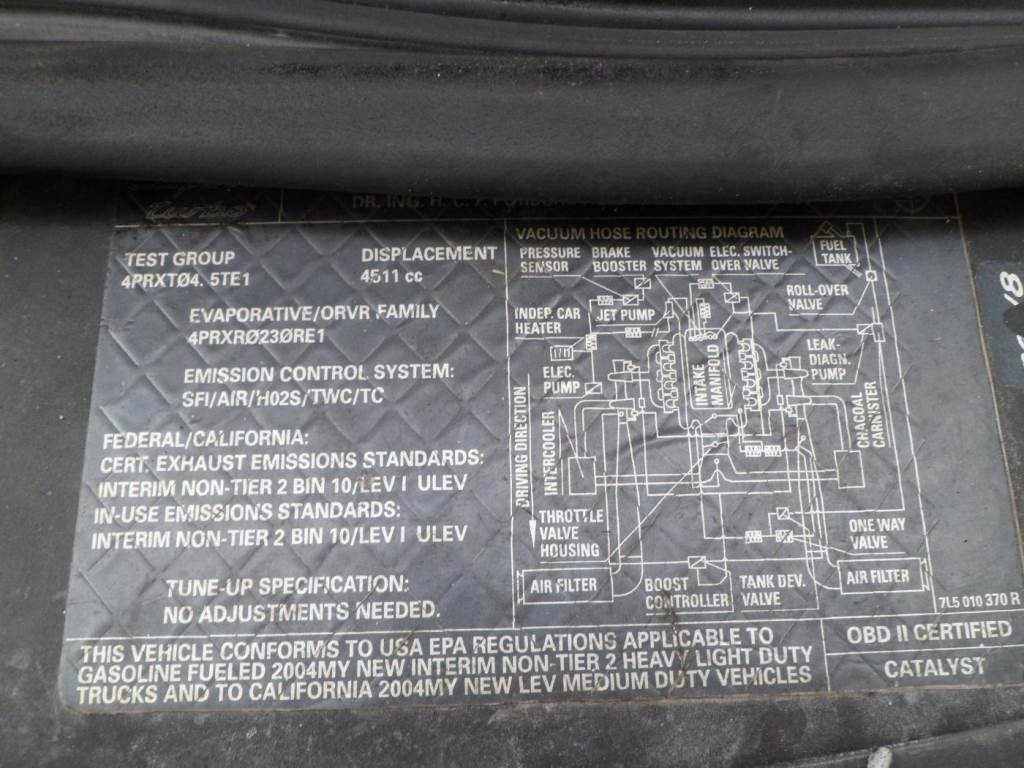 DR. ING. H. C. F.
TEST GROUP
4PRXTØ4. 5TE1
DISPLACEMENT
4511 cc
EVAPORATIVE/ORVR FAMILY
4PRXRØ23ØRE1
EMISSION CONTROL SYSTEM:
SFI/AIR/H02S/TWC/TC
FEDERAL/CALIFORNIA:
CERT. EXHAUST EMISSIONS STANDARDS:
INTERIM NON-TIER 2 BIN 10/LEV I ULEV
IN-USE EMISSIONS STANDARDS:
INTERIM NON-TIER 2 BIN 10/LEV I ULEV
TUNE-UP SPECIFICATION:
NO ADJUSTMENTS NEEDED.
VACUUM HOSE ROUTING DIAGRAM
PRESSURE
SENSOR
BRAKE
BOOSTER
VACUUM
SYSTEM
ELEC. SWITCH-
OVER VALVE
FUEL
TANK
ROLL-OVER
VALVE
JET PUMP
INDEP. CAR
HEATER
ELEC.
PUMP
INTAKE
MANIFOLD
LEAK-
DIAGN.
PUMP
CHACOAL
CARNISTER
DRIVING DIRECTION
INTERCOOLER
THROTTLE
VALVE
HOUSING
ONE WAY
VALVE
AIR FILTER
BOOST
CONTROLLER
TANK DEV.
VALVE
AIR FILTER
7L5 010 370 R
THIS VEHICLE CONFORMS TO USA EPA REGULATIONS APPLICABLE TO
GASOLINE FUELED 2004MY NEW INTERIM NON-TIER 2 HEAVY LIGHT DUTY
TRUCKS AND TO CALIFORNIA 2004MY NEW LEV MEDIUM DUTY VEHICLES
OBD II CERTIFIED
CATALYST